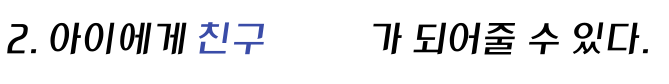 2. 아이에게 친구 가 되어줄 수 있다.